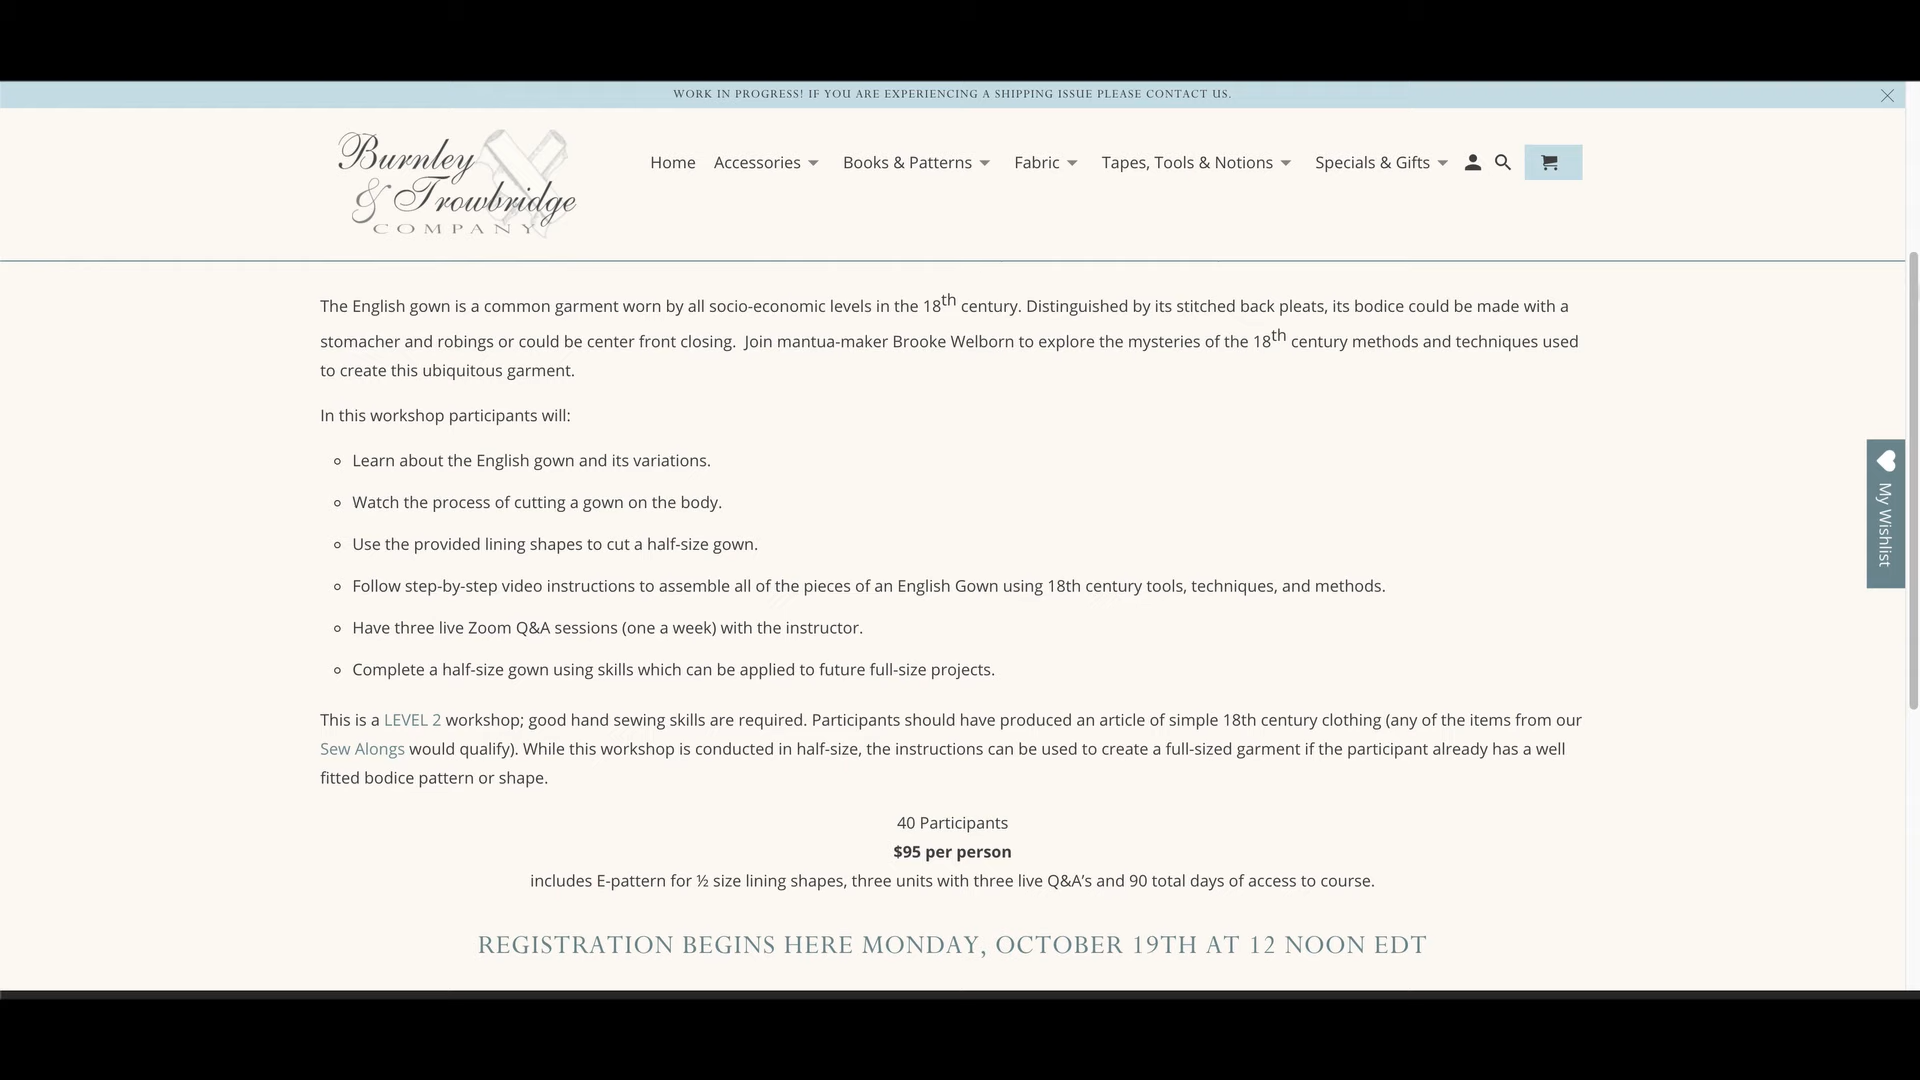 WORK IN PROGRESS! IF YOU ARE EXPERIENCING A SHIPPING ISSUE PLEASE CONTACT US.
Burnley
& Trowbridge
COMPANY
Home Accessories Books & Patterns Fabric Tapes, Tools & Notions Specials & Gifts
The English gown is a common garment worn by all socio-economic levels in the 18th century. Distinguished by its stitched back pleats, its bodice could be made with a
stomacher and robings or could be center front closing.  Join mantua-maker Brooke Welborn to explore the mysteries of the 18th century methods and techniques used
to create this ubiquitous garment.
In this workshop participants will:
Learn about the English gown and its variations.
Watch the process of cutting a gown on the body.
Use the provided lining shapes to cut a half-size gown.
Follow step-by-step video instructions to assemble all of the pieces of an English Gown using 18th century tools, techniques, and methods.
Have three live Zoom Q&A sessions (one a week) with the instructor.
Complete a half-size gown using skills which can be applied to future full-size projects.
This is a LEVEL 2 workshop; good hand sewing skills are required. Participants should have produced an article of simple 18th century clothing (any of the items from our
Sew Alongs would qualify). While this workshop is conducted in half-size, the instructions can be used to create a full-sized garment if the participant already has a well
fitted bodice pattern or shape.
40 Participants
$95 per person
includes E-pattern for ½ size lining shapes, three units with three live Q&A’s and 90 total days of access to course.
REGISTRATION BEGINS HERE MONDAY, OCTOBER 19TH AT 12 NOON EDT
My Wishlist